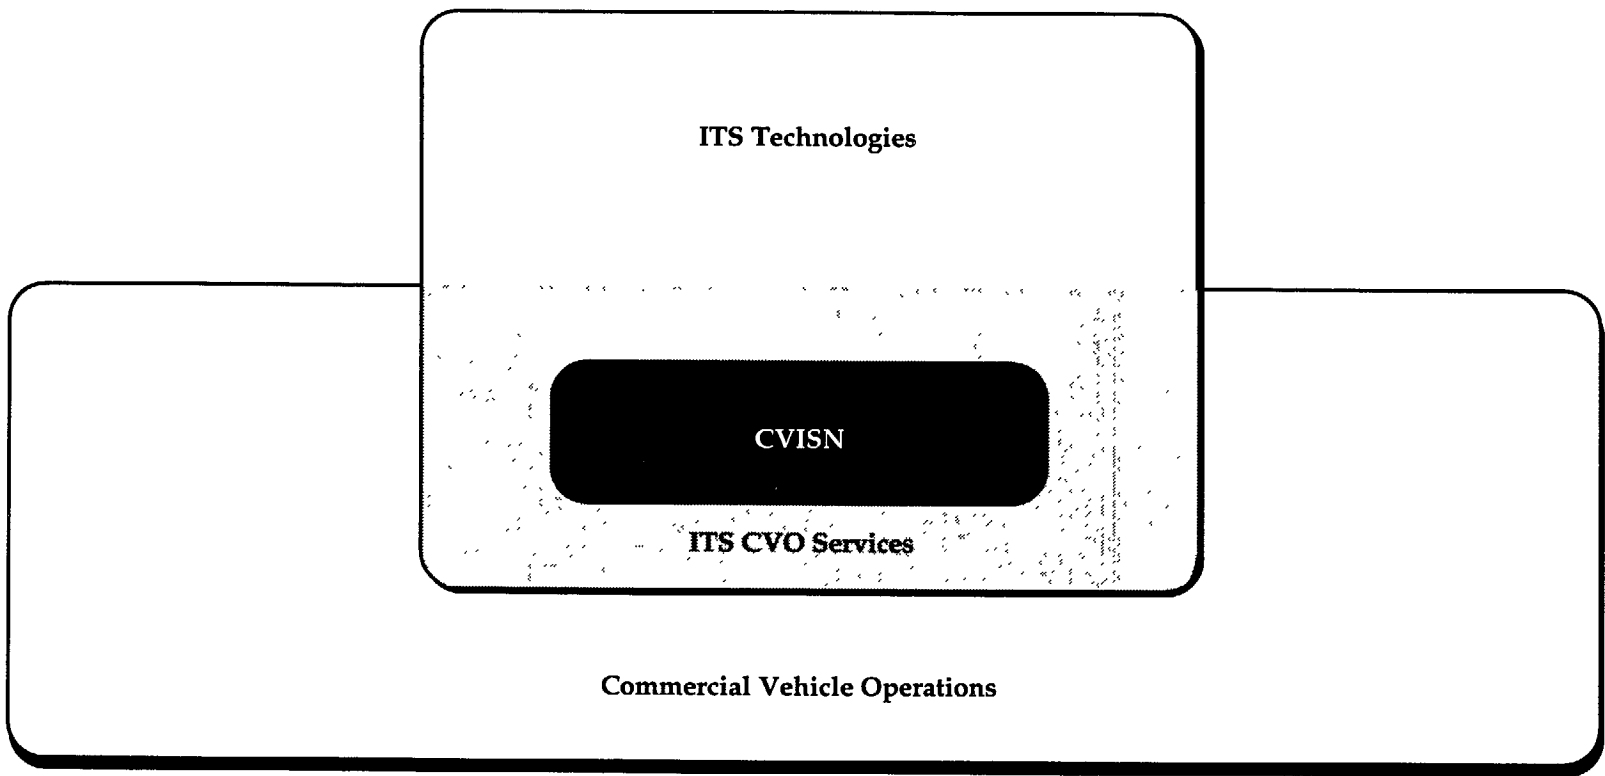 ITS Technologies
CVISN
ITS CVO Services
Commercial Vehicle Operations